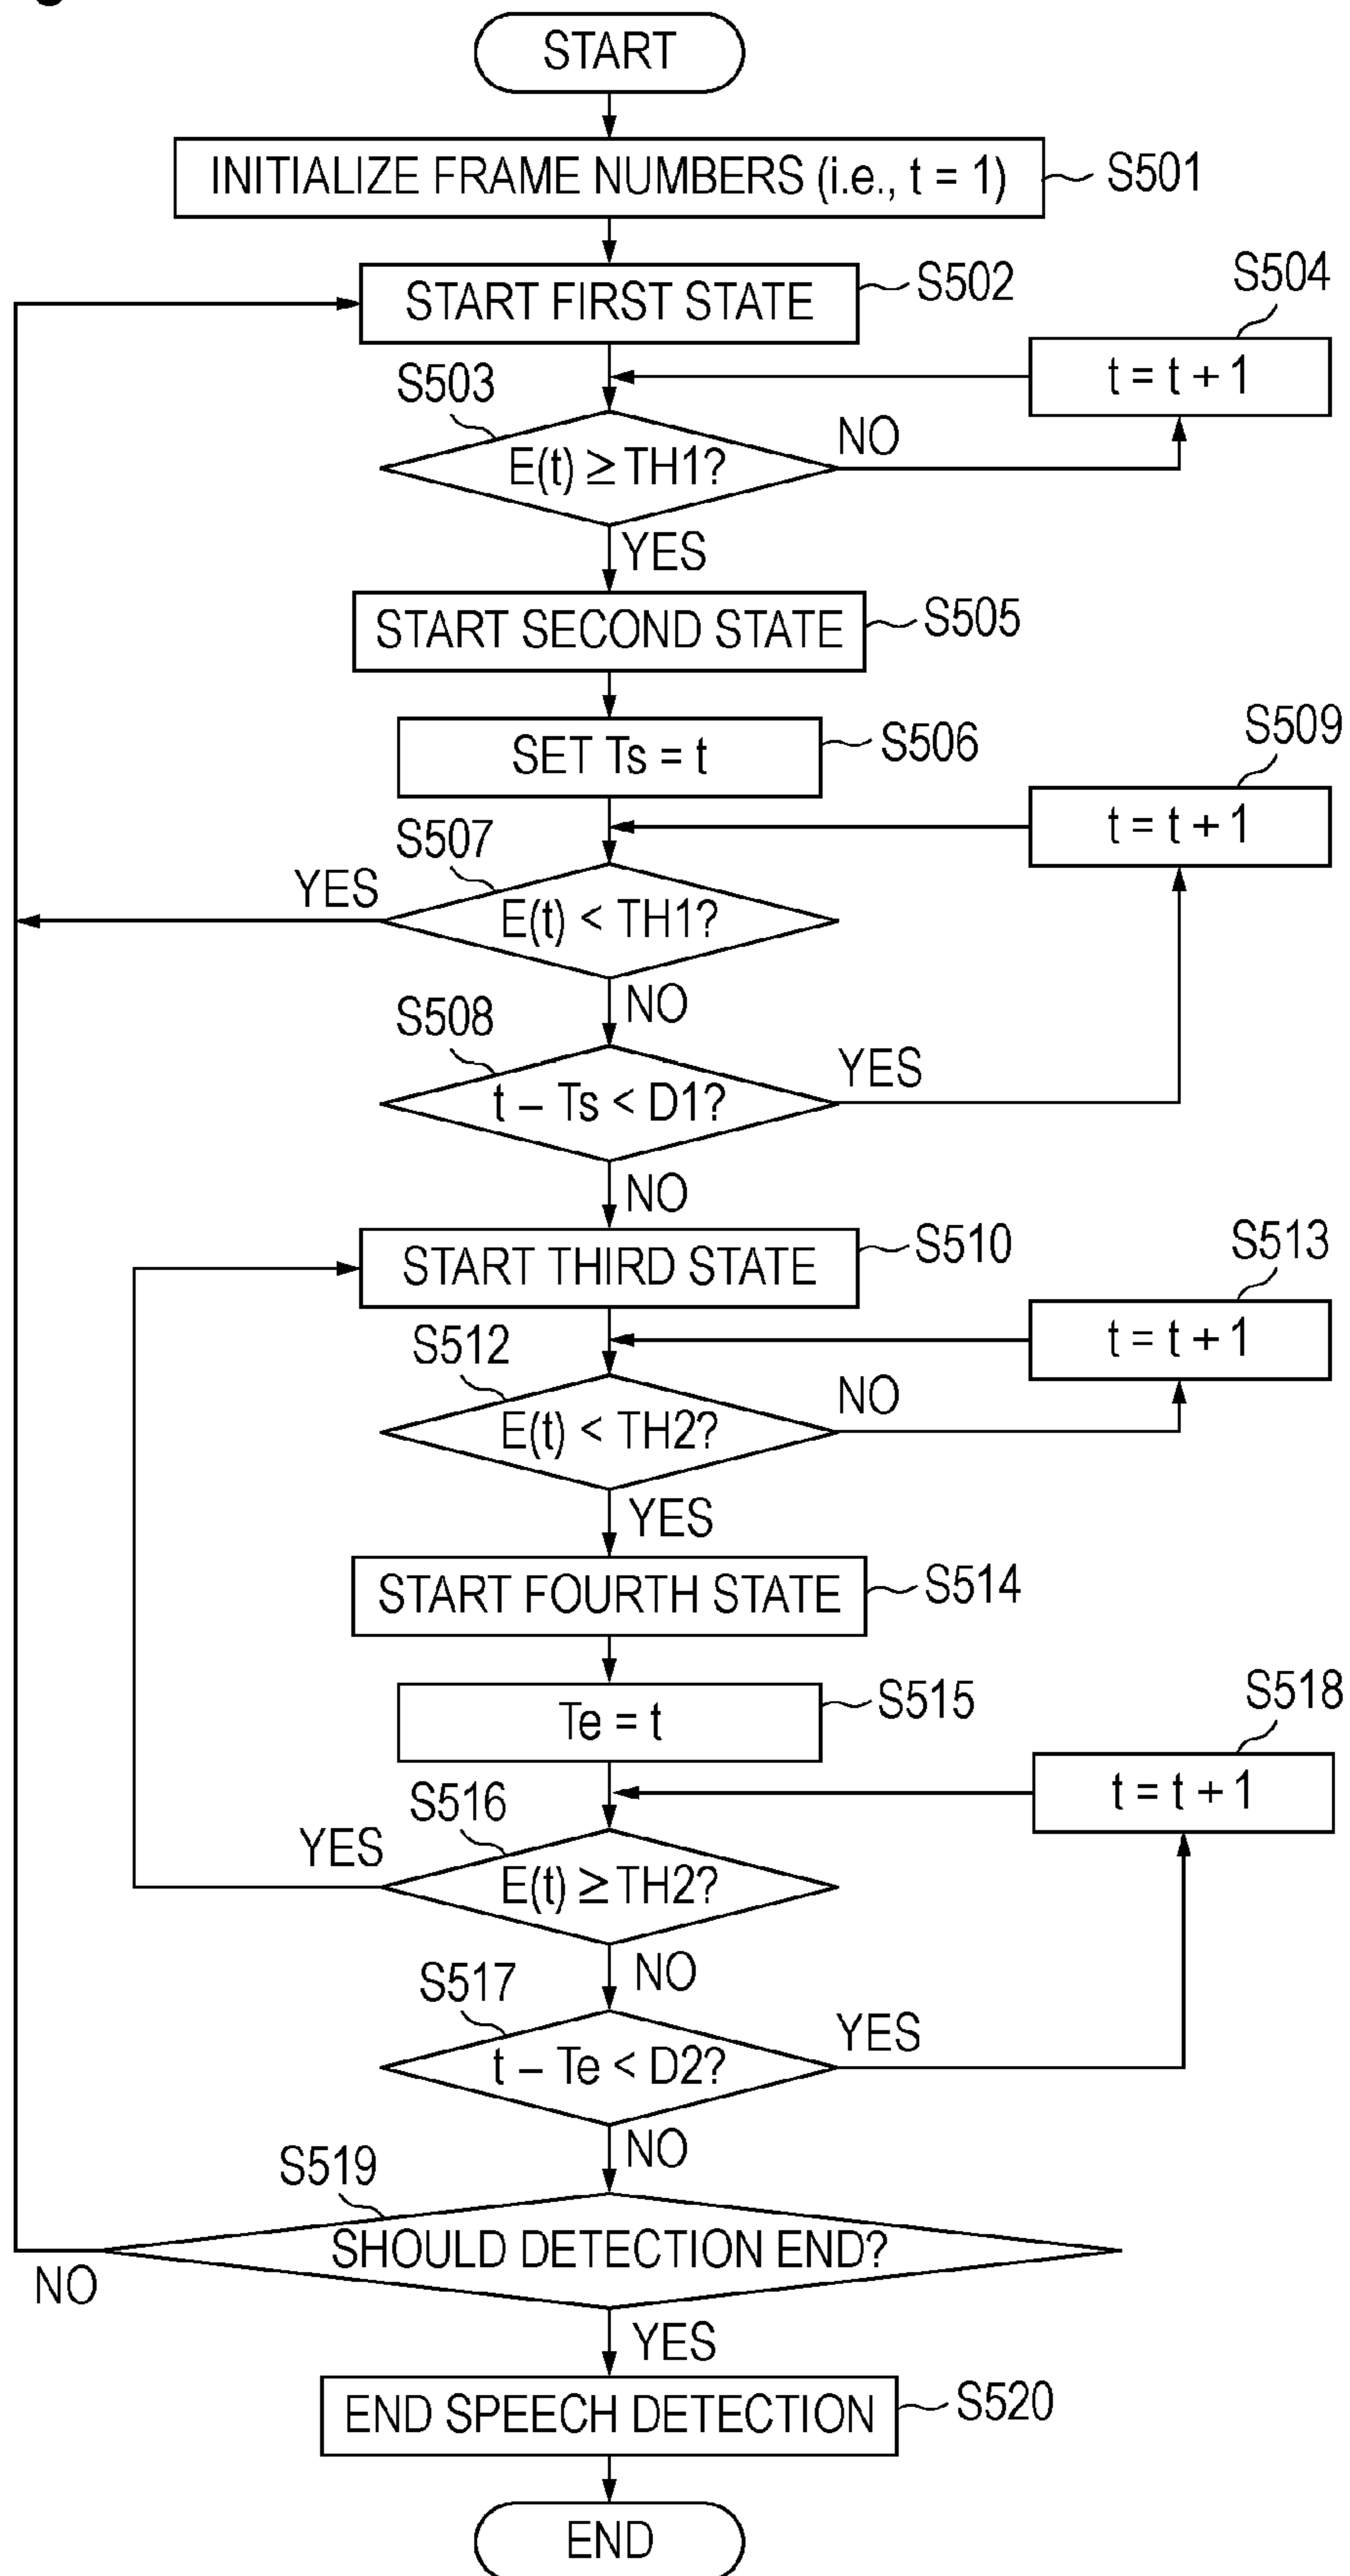 START
INITIALIZE FRAME NUMBERS (i.e., t = 1)
S501
START FIRST STATE
S502
S504
t = t + 1
S503
E(t) ≥ TH1?
NO
YES
START SECOND STATE
S505
SET Ts = t
S506
S509
t = t + 1
S507
YES
E(t) < TH1?
NO
S508
t – Ts < D1?
YES
NO
START THIRD STATE
S510
S513
t = t + 1
S512
E(t) < TH2?
NO
YES
START FOURTH STATE
S514
Te = t
S515
S518
t = t + 1
S516
YES
E(t) ≥ TH2?
NO
S517
t – Te < D2?
YES
NO
S519
SHOULD DETECTION END?
NO
YES
END SPEECH DETECTION
S520
END